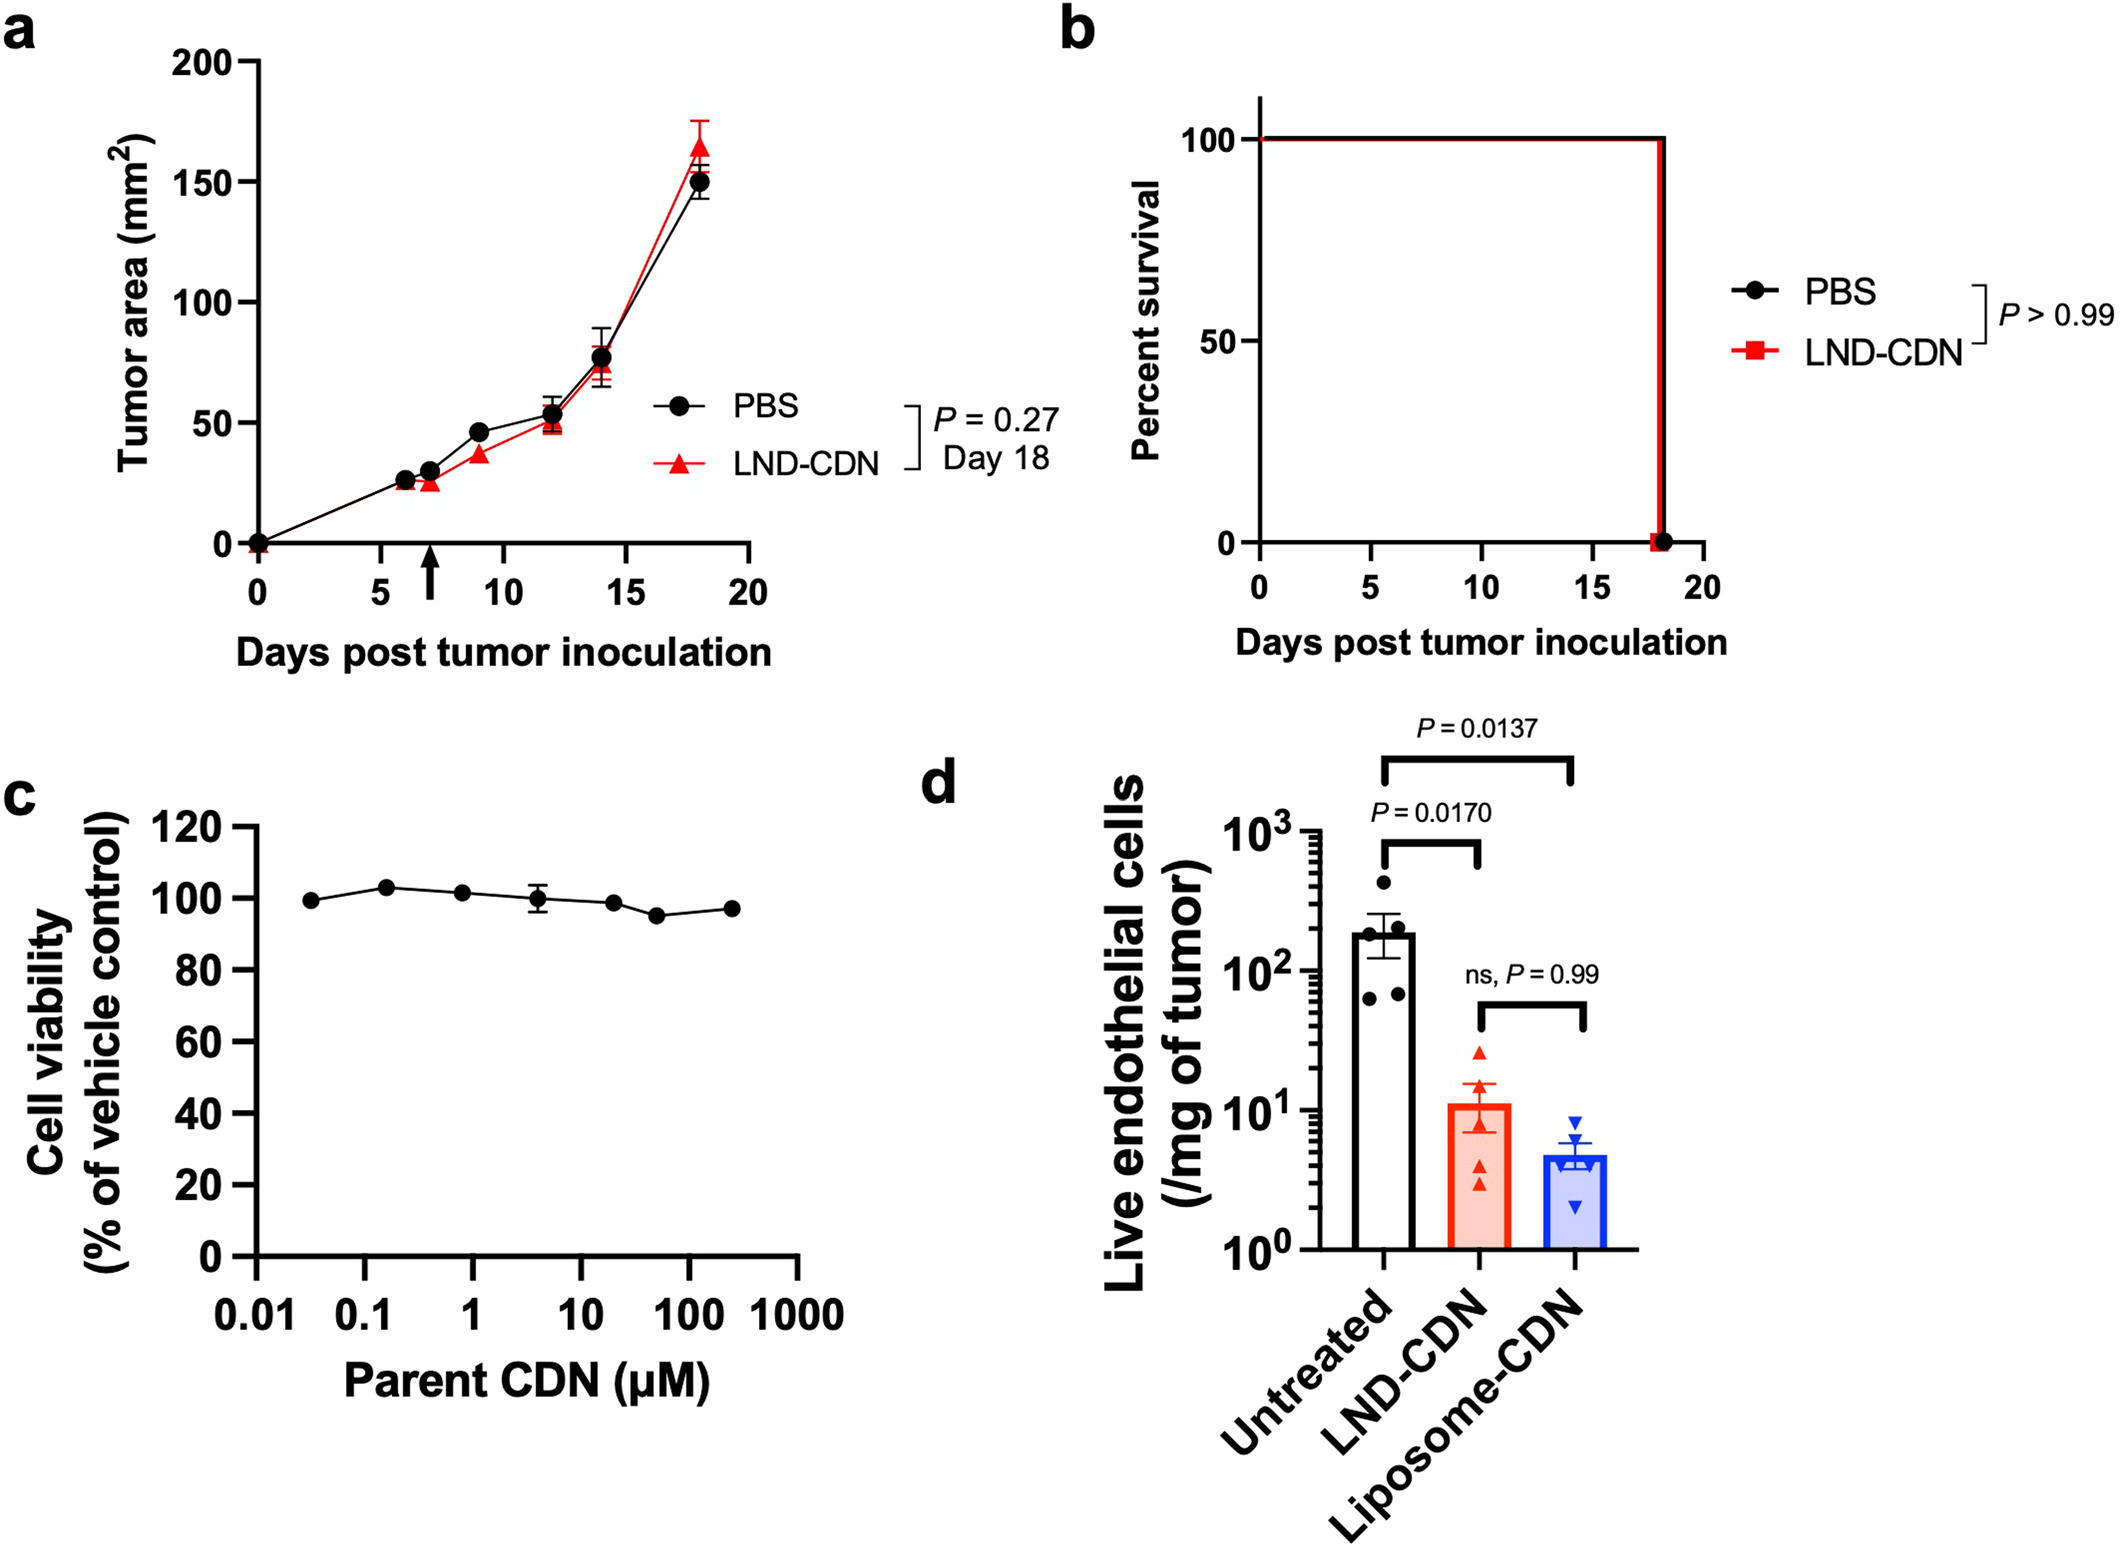 a
200
150
100
50
0
0 5 10 15 20
Tumor area (mm²)
Days post tumor inoculation
PBS
LND-CDN
P = 0.27
Day 18
b
100
50
0
0 5 10 15 20
Percent survival
Days post tumor inoculation
PBS
LND-CDN
P > 0.99
c
120
100
80
60
40
20
0
0.01 0.1 1 10 100 1000
Cell viability
(% of vehicle control)
Parent CDN (µM)
d
P = 0.0137
P = 0.0170
ns, P = 0.99
10³
10²
10¹
10⁰
Live endothelial cells
(/mg of tumor)
Untreated
LND-CDN
Liposome-CDN